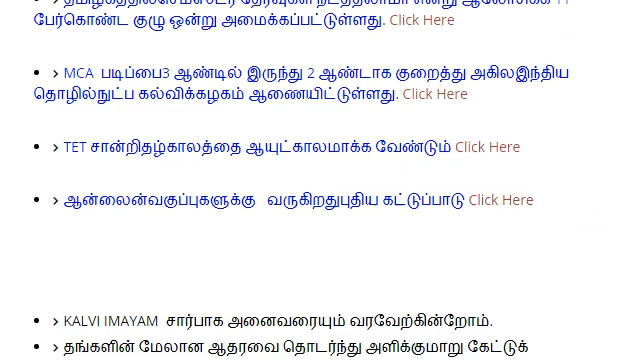 பேர்கொண்ட குழு ஒன்று அமைக்கப்பட்டுள்ளது. Click Here
MCA படிப்பை3 ஆண்டில் இருந்து 2 ஆண்டாக குறைத்து அகிலஇந்திய
தொழில்நுட்ப கல்விக்கழகம் ஆணையிட்டுள்ளது. Click Here
TET சான்றிதழ்காலத்தை ஆயுட்காலமாக்க வேண்டும் Click Here
ஆன்லைன்வகுப்புகளுக்கு வருகிறதுபுதிய கட்டுப்பாடு Click Here
KALVI IMAYAM சார்பாக அனைவரையும் வரவேற்கின்றோம்.
தங்களின் மேலான ஆதரவை தொடர்ந்து அளிக்குமாறு கேட்டுக்